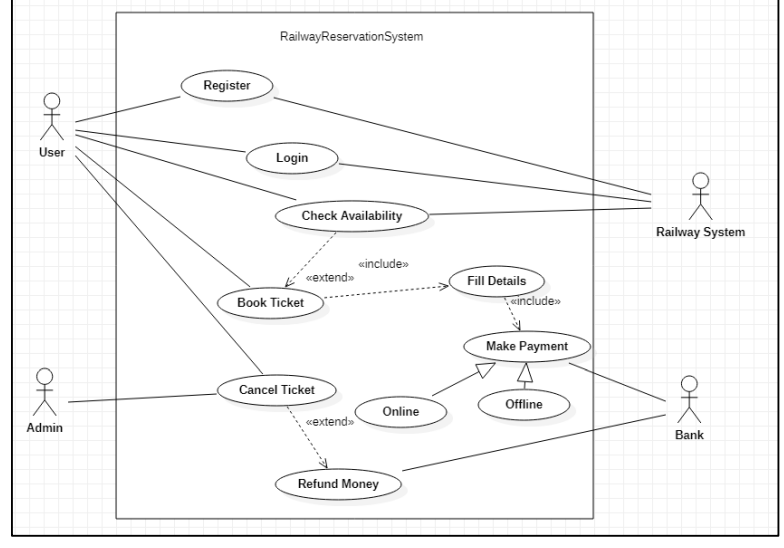 RailwayReservationSystem
Register
User
Login
Check Availability
Railway System
«include»
«extend»
Fill Details
Book Ticket
«include»
Make Payment
Cancel Ticket
Admin
Online
Offline
«extend»
Bank
Refund Money